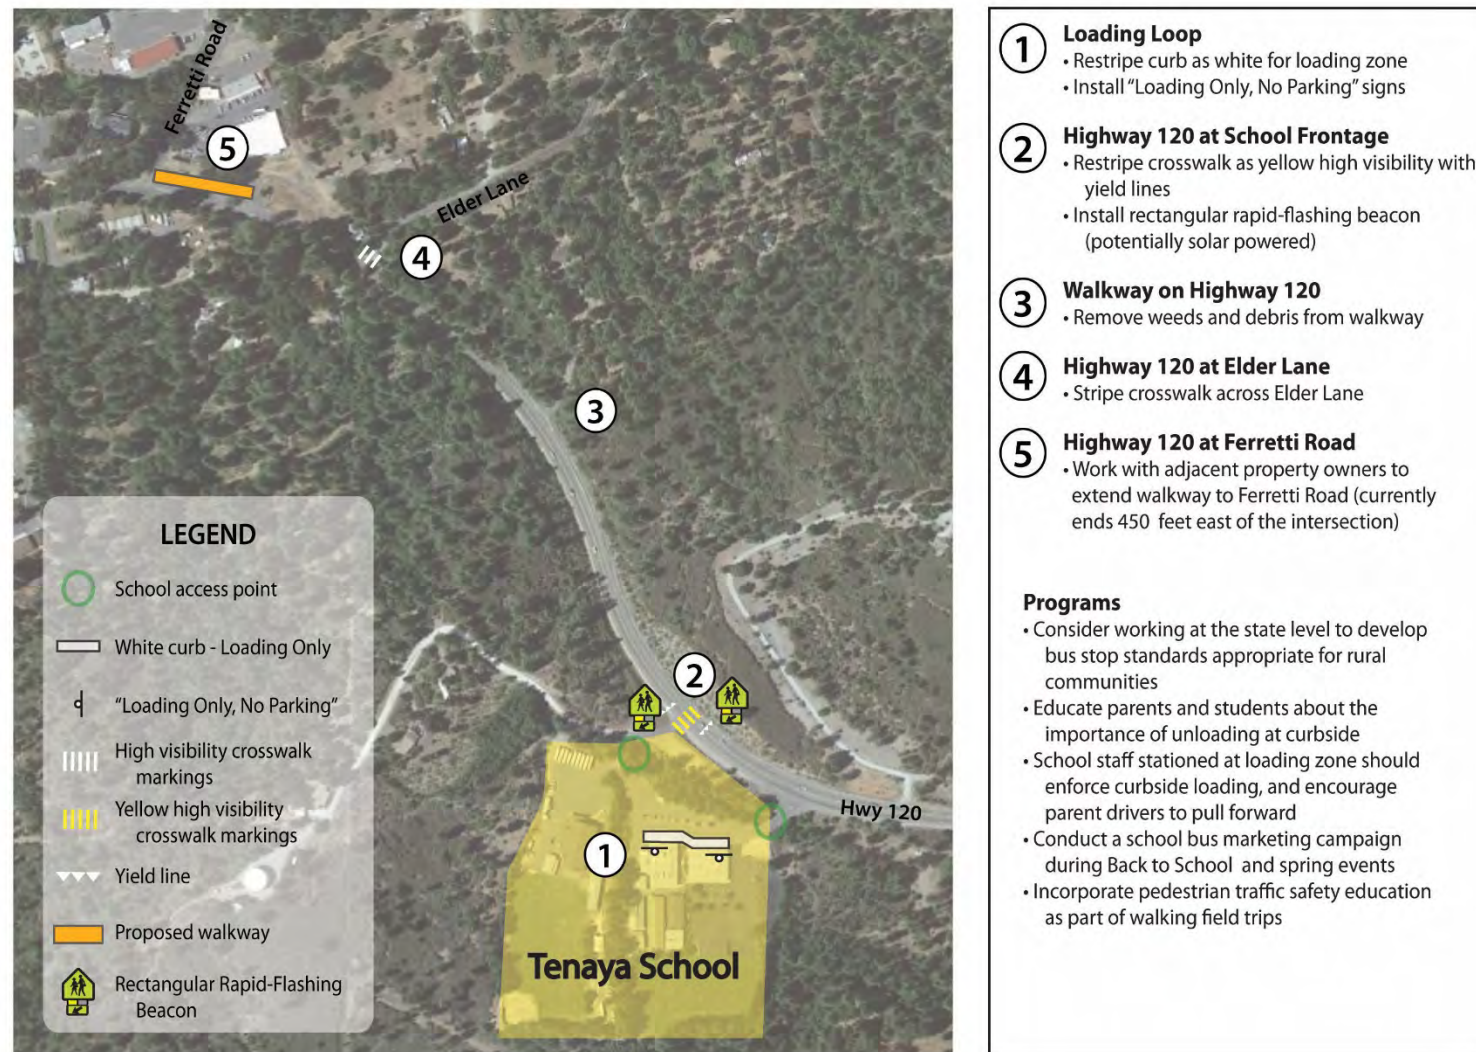 Ferretti Road
5
Elder Lane
4
3
2
Hwy 120
1
Tenaya School
LEGEND
School access point
White curb - Loading Only
"Loading Only, No Parking"
High visibility crosswalk
markings
Yellow high visibility
crosswalk markings
Yield line
Proposed walkway
Rectangular Rapid-Flashing
Beacon
1 Loading Loop
• Restripe curb as white for loading zone
• Install “Loading Only, No Parking” signs
2 Highway 120 at School Frontage
• Restripe crosswalk as yellow high visibility with
yield lines
• Install rectangular rapid-flashing beacon
(potentially solar powered)
3 Walkway on Highway 120
• Remove weeds and debris from walkway
4 Highway 120 at Elder Lane
• Stripe crosswalk across Elder Lane
5 Highway 120 at Ferretti Road
• Work with adjacent property owners to
extend walkway to Ferretti Road (currently
ends 450 feet east of the intersection)
Programs
• Consider working at the state level to develop
bus stop standards appropriate for rural
communities
• Educate parents and students about the
importance of unloading at curbside
• School staff stationed at loading zone should
enforce curbside loading, and encourage
parent drivers to pull forward
• Conduct a school bus marketing campaign
during Back to School and spring events
• Incorporate pedestrian traffic safety education
as part of walking field trips